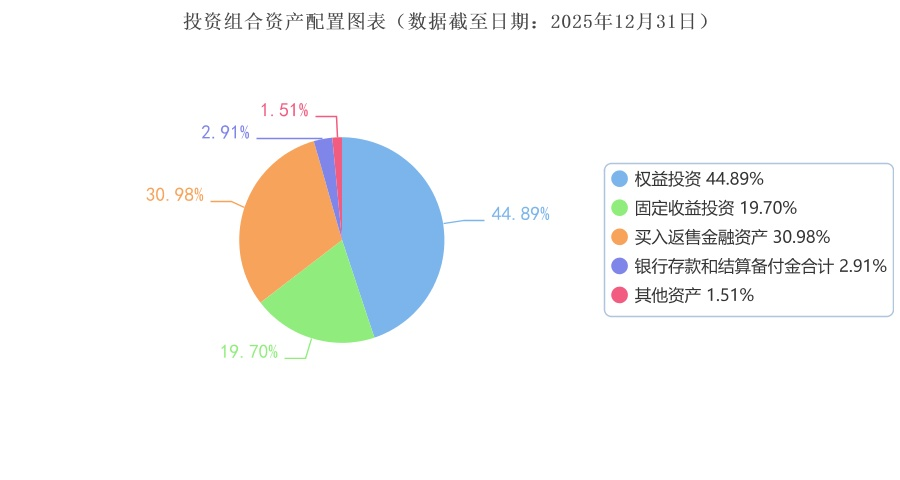 投资组合资产配置图表（数据截至日期：2025年12月31日）
1.51%
2.91%
30.98%
44.89%
19.70%
权益投资 44.89%
固定收益投资 19.70%
买入返售金融资产 30.98%
银行存款和结算备付金合计 2.91%
其他资产 1.51%